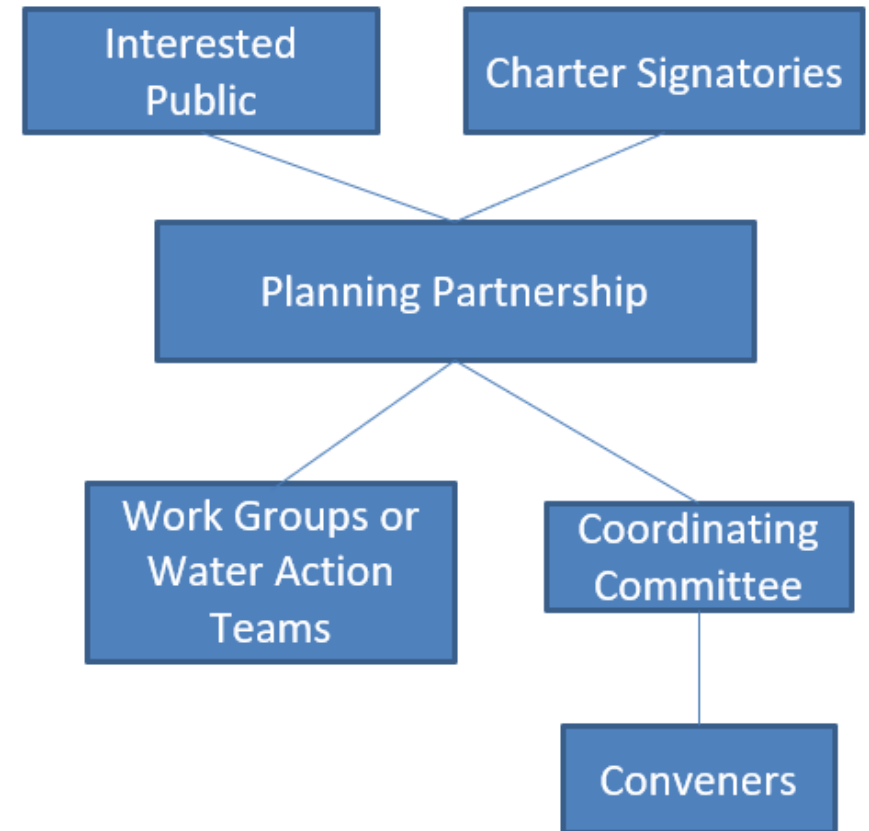 Interested
Public
Charter Signatories
Planning Partnership
Work Groups or
Water Action
Teams
Coordinating
Committee
Conveners